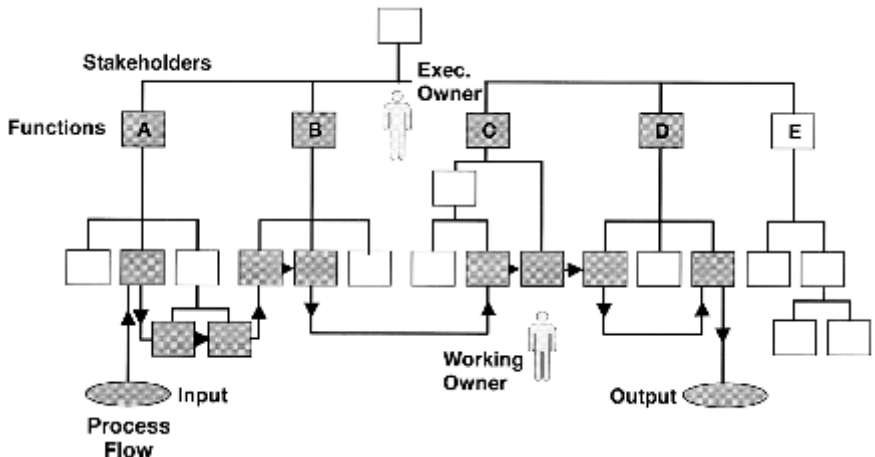 Stakeholders
Exec.
Owner
Functions
A
B
C
D
E
Working
Owner
Input
Output
Process
Flow